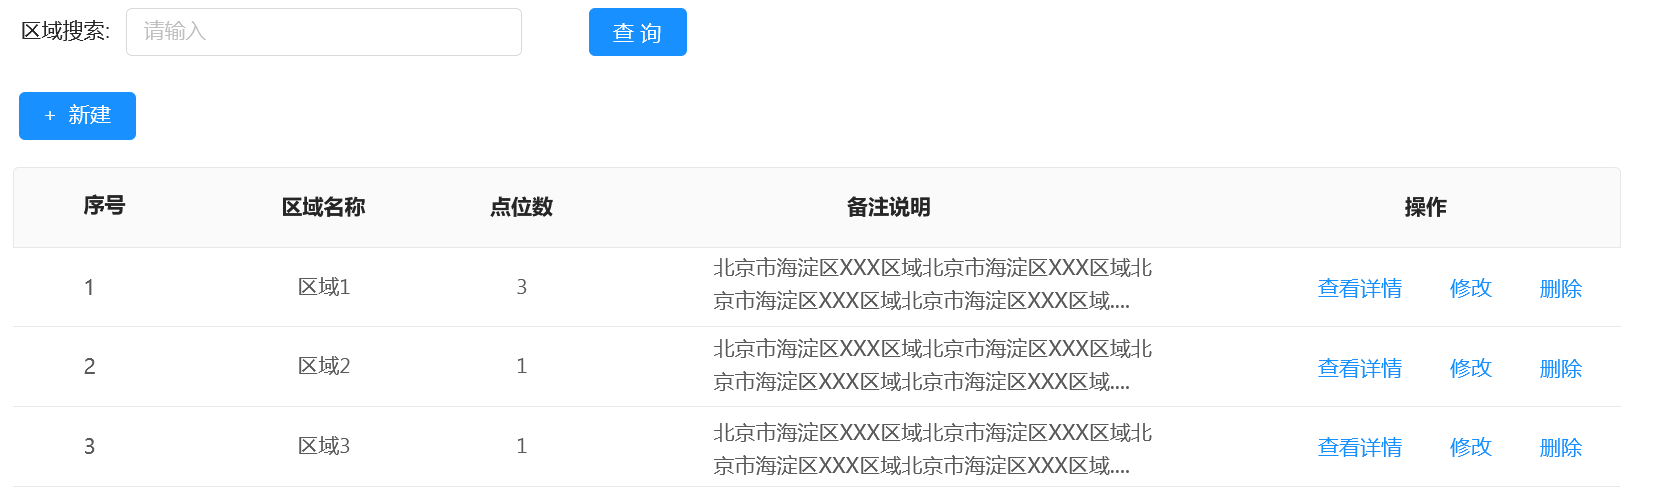 区域搜索: 请输入 查 询
+ 新建
序号 区域名称 点位数 备注说明 操作
1 区域1 3 北京市海淀区XXX区域北京市海淀区XXX区域北
京市海淀区XXX区域北京市海淀区XXX区域.... 查看详情 修改 删除
2 区域2 1 北京市海淀区XXX区域北京市海淀区XXX区域北
京市海淀区XXX区域北京市海淀区XXX区域.... 查看详情 修改 删除
3 区域3 1 北京市海淀区XXX区域北京市海淀区XXX区域北
京市海淀区XXX区域北京市海淀区XXX区域.... 查看详情 修改 删除